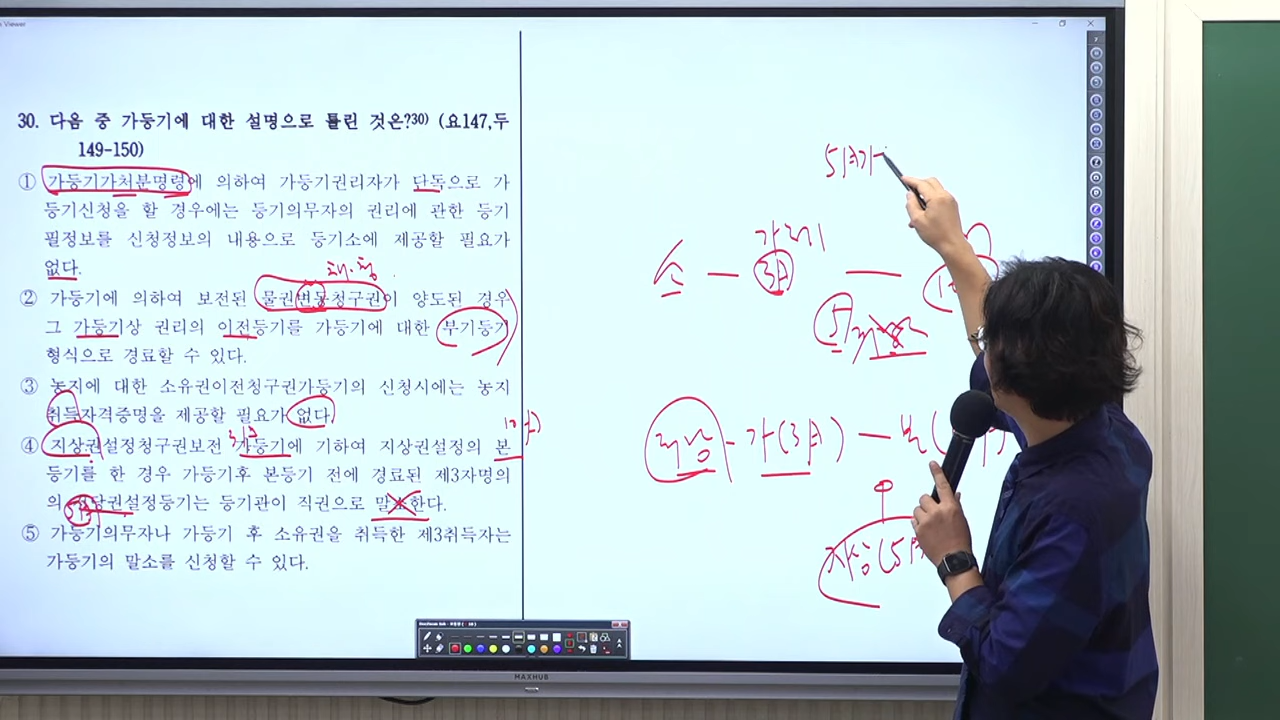 30. 다음 중 가등기에 대한 설명으로 틀린 것은?30) (요147,두
149-150)
① 가등기가처분명령에 의하여 가등기권리자가 단독으로 가
등기신청을 할 경우에는 등기의무자의 권리에 관한 등기
필정보를 신청정보의 내용으로 등기소에 제공할 필요가
없다.
② 가등기에 의하여 보전된 물권변동청구권이 양도된 경우
그 가등기상 권리의 이전등기를 가등기에 대한 부기등기
형식으로 경료할 수 있다.
③ 농지에 대한 소유권이전청구권가등기의 신청시에는 농지
취득자격증명을 제공할 필요가 없다.
④ 지상권설정청구권보전 가등기에 기하여 지상권설정의 본
등기를 한 경우 가등기후 본등기 전에 경료된 제3자명의
의 저당권설정등기는 등기관이 직권으로 말소한다.
⑤ 가등기의무자나 가등기 후 소유권을 취득한 제3취득자는
가등기의 말소를 신청할 수 있다.
5月가
소 — 3月 —
5
가(3月) —
(5月
MAXHUB